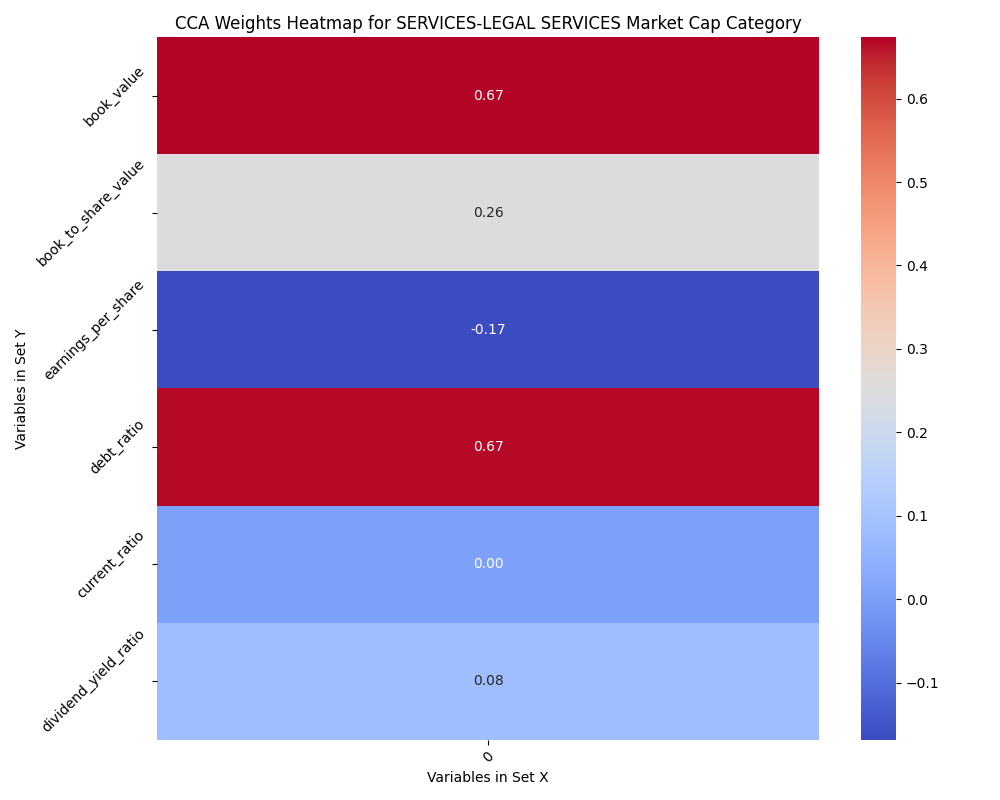 CCA Weights Heatmap for SERVICES-LEGAL SERVICES Market Cap Category
Variables in Set Y
book_value
0.67
book_to_share_value
0.26
earnings_per_share
-0.17
debt_ratio
0.67
current_ratio
0.00
dividend_yield_ratio
0.08
0
Variables in Set X
0.6
0.5
0.4
0.3
0.2
0.1
0.0
−0.1